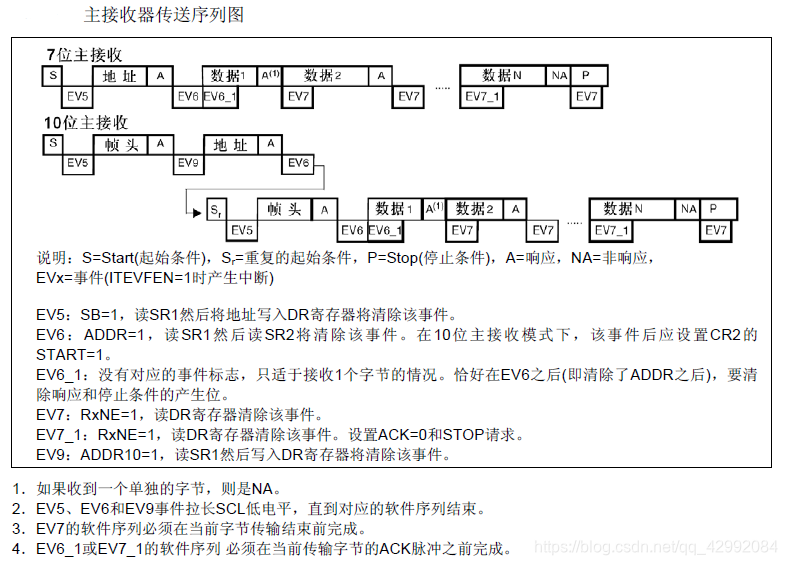 主接收器传送序列图
7位主接收
S 地址 A 数据1 A(1) 数据2 A ..... 数据N NA P
EV5 EV6 EV6_1 EV7 EV7 EV7_1 EV7
10位主接收
S 帧头 A 地址 A
EV5 EV9 EV6
Sr 帧头 A 数据1 A(1) 数据2 A ..... 数据N NA P
EV5 EV6 EV6_1 EV7 EV7 EV7_1 EV7
说明：S=Start(起始条件)，Sr=重复的起始条件，P=Stop(停止条件)，A=响应，NA=非响应，
EVx=事件(ITEVFEN=1时产生中断)
EV5：SB=1，读SR1然后将地址写入DR寄存器将清除该事件。
EV6：ADDR=1，读SR1然后读SR2将清除该事件。在10位主接收模式下，该事件后应设置CR2的
START=1。
EV6_1：没有对应的事件标志，只适于接收1个字节的情况。恰好在EV6之后(即清除了ADDR之后)，要清
除响应和停止条件的产生位。
EV7：RxNE=1，读DR寄存器清除该事件。
EV7_1：RxNE=1，读DR寄存器清除该事件。设置ACK=0和STOP请求。
EV9：ADDR10=1，读SR1然后写入DR寄存器将清除该事件。
1．如果收到一个单独的字节，则是NA。
2．EV5、EV6和EV9事件拉长SCL低电平，直到对应的软件序列结束。
3．EV7的软件序列必须在当前字节传输结束前完成。
4．EV6_1或EV7_1的软件序列 必须在当前传输字节的ACK脉冲之前完成。
https://blog.csdn.net/qq_42992084